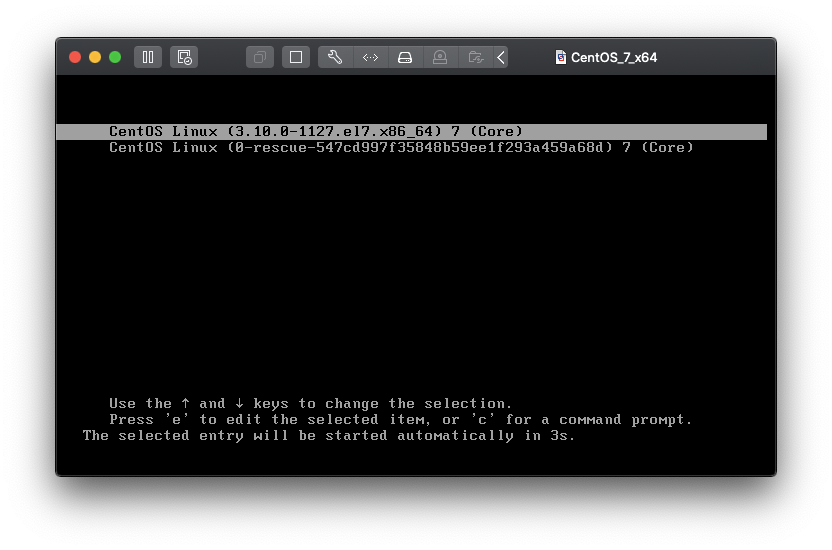 CentOS_7_x64
CentOS Linux (3.10.0-1127.el7.x86_64) 7 (Core)
CentOS Linux (0-rescue-547cd997f35848b59ee1f293a459a68d) 7 (Core)
Use the ↑ and ↓ keys to change the selection.
Press 'e' to edit the selected item, or 'c' for a command prompt.
The selected entry will be started automatically in 3s.